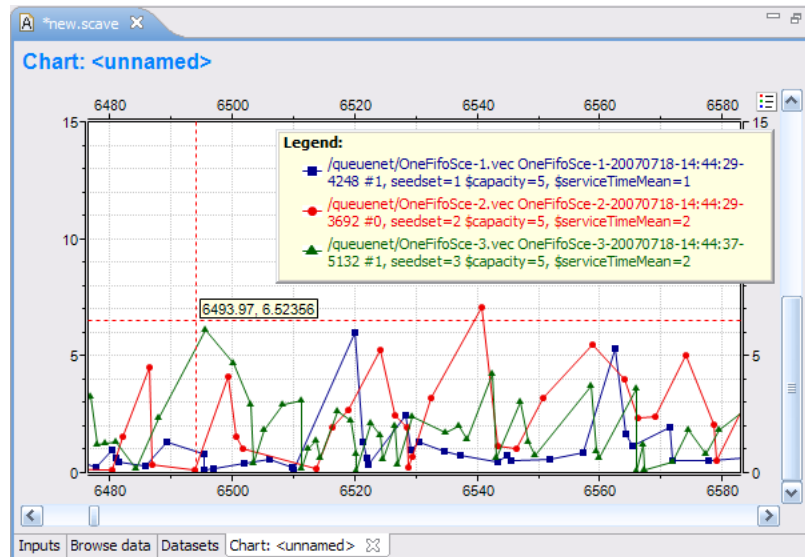 *new.scave
Chart: <unnamed>
6480 6500 6520 6540 6560 6580
15 15
Legend:
/queuenet/OneFifoSce-1.vec OneFifoSce-1-20070718-14:44:29-
4248 #1, seedset=1 $capacity=5, $serviceTimeMean=1
/queuenet/OneFifoSce-2.vec OneFifoSce-2-20070718-14:44:29-
3692 #0, seedset=2 $capacity=5, $serviceTimeMean=2
/queuenet/OneFifoSce-3.vec OneFifoSce-3-20070718-14:44:37-
5132 #1, seedset=3 $capacity=5, $serviceTimeMean=2
10 10
6493.97, 6.52356
5 5
0 0
6480 6500 6520 6540 6560 6580
Inputs Browse data Datasets Chart: <unnamed>